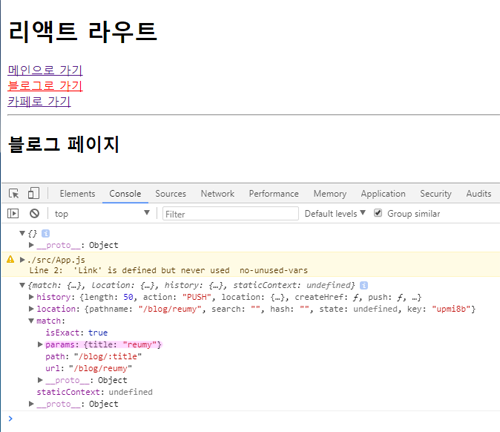 리액트 라우트
메인으로 가기
블로그로 가기
카페로 가기
블로그 페이지
Elements Console Sources Network Performance Memory Application Security Audits
top Filter Default levels Group similar
{}
__proto__: Object
./src/App.js
Line 2: 'Link' is defined but never used no-unused-vars
{match: {…}, location: {…}, history: {…}, staticContext: undefined}
history: {length: 50, action: "PUSH", location: {…}, createHref: ƒ, push: ƒ, …}
location: {pathname: "/blog/reumy", search: "", hash: "", state: undefined, key: "upmi8b"}
match:
isExact: true
params: {title: "reumy"}
path: "/blog/:title"
url: "/blog/reumy"
__proto__: Object
staticContext: undefined
__proto__: Object